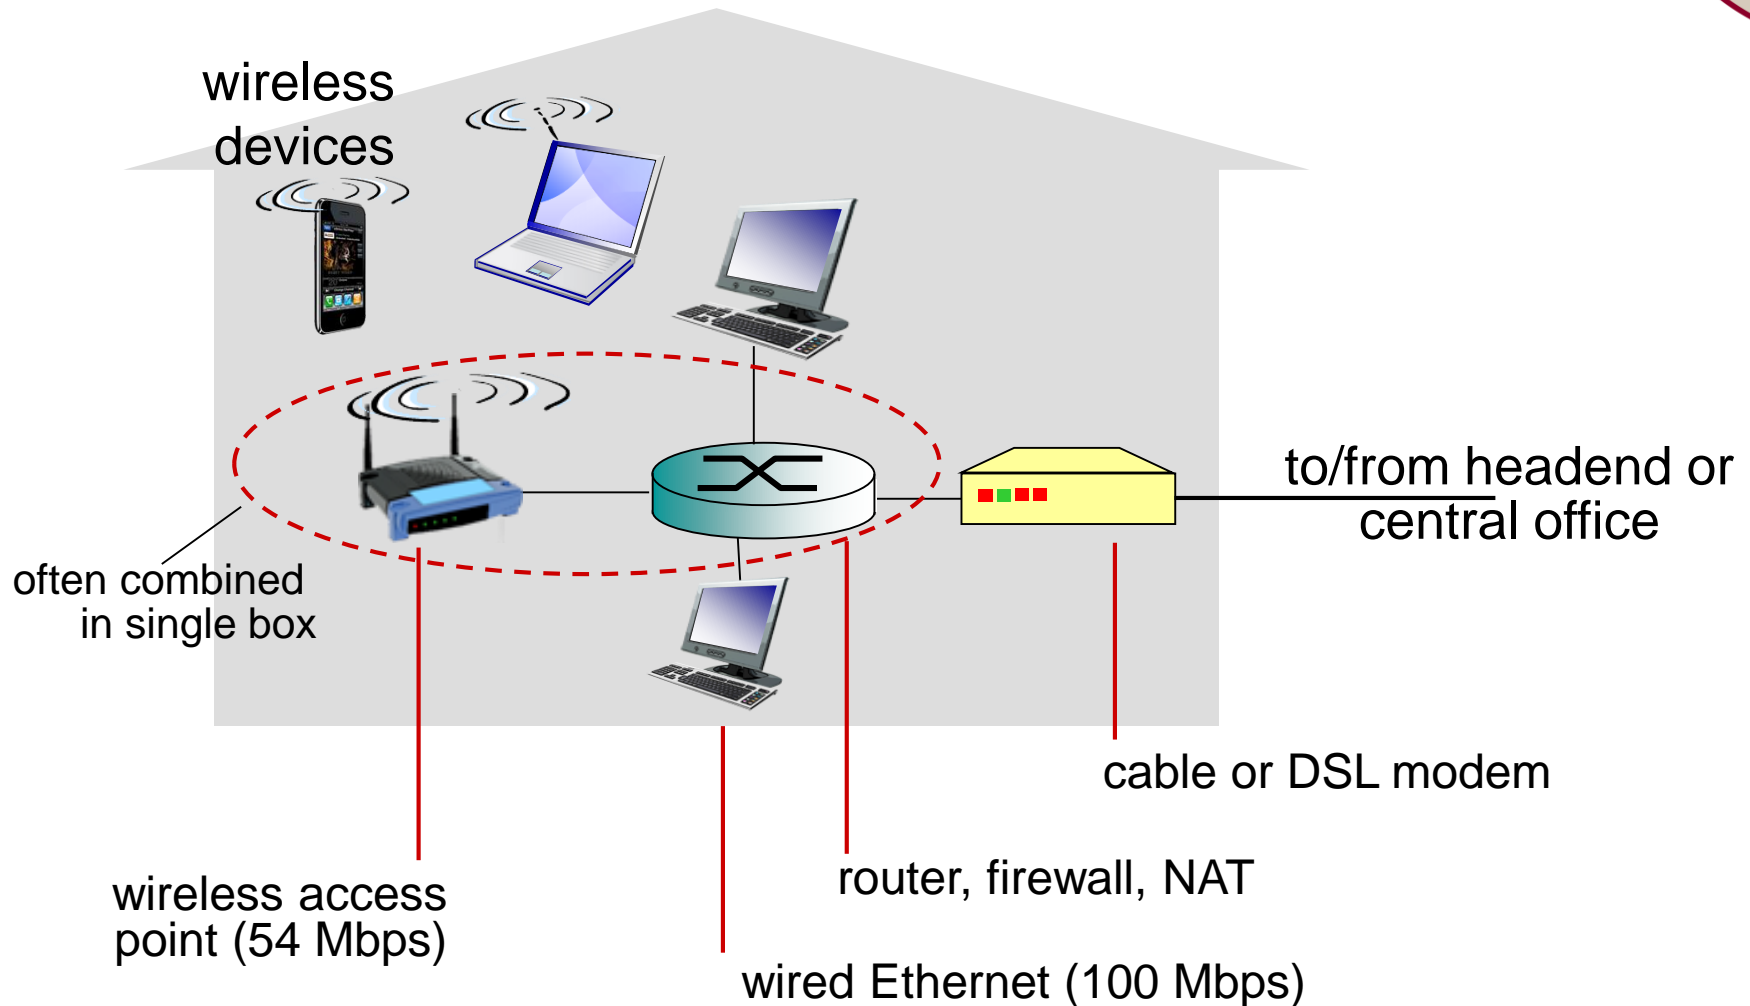 wireless
devices
to/from headend or
central office
often combined
in single box
cable or DSL modem
router, firewall, NAT
wireless access
point (54 Mbps)
wired Ethernet (100 Mbps)